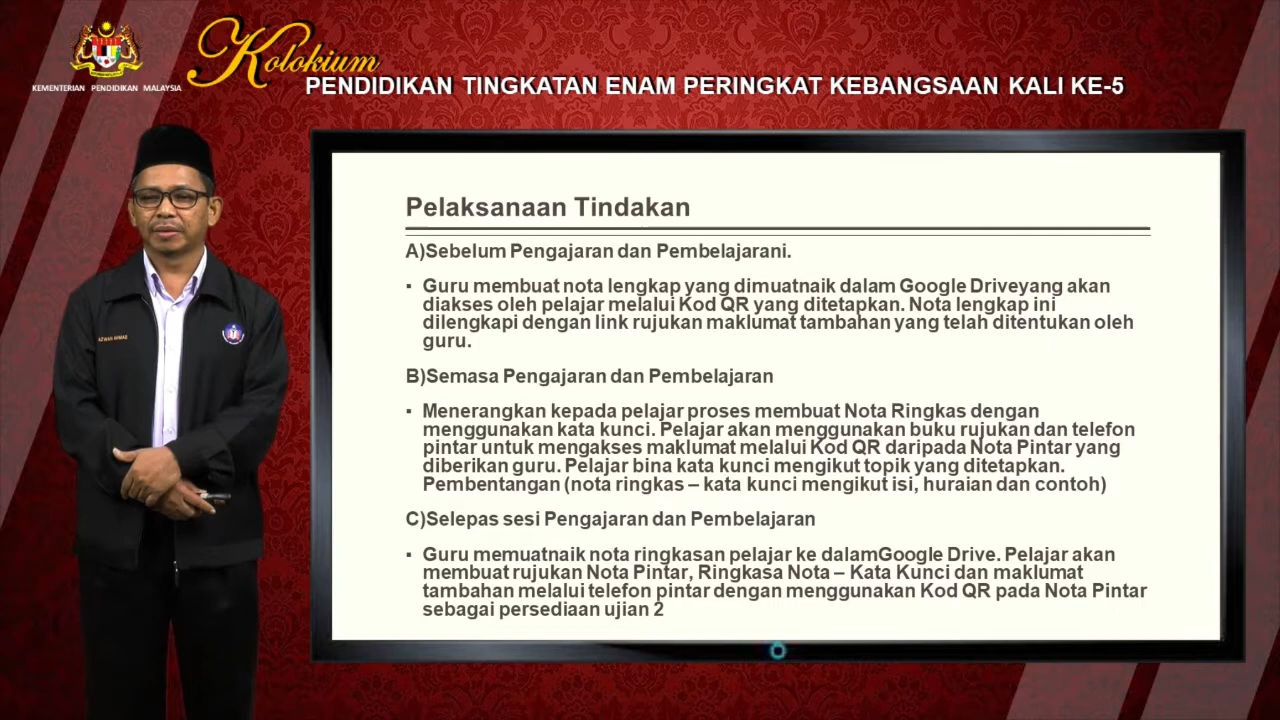 Kolokium
KEMENTERIAN PENDIDIKAN MALAYSIA
PENDIDIKAN TINGKATAN ENAM PERINGKAT KEBANGSAAN KALI KE-5
Pelaksanaan Tindakan
A)Sebelum Pengajaran dan Pembelajarani.
▪ Guru membuat nota lengkap yang dimuatnaik dalam Google Driveyang akan
diakses oleh pelajar melalui Kod QR yang ditetapkan. Nota lengkap ini
dilengkapi dengan link rujukan maklumat tambahan yang telah ditentukan oleh
guru.
B)Semasa Pengajaran dan Pembelajaran
▪ Menerangkan kepada pelajar proses membuat Nota Ringkas dengan
menggunakan kata kunci. Pelajar akan menggunakan buku rujukan dan telefon
pintar untuk mengakses maklumat melalui Kod QR daripada Nota Pintar yang
diberikan guru. Pelajar bina kata kunci mengikut topik yang ditetapkan.
Pembentangan (nota ringkas – kata kunci mengikut isi, huraian dan contoh)
C)Selepas sesi Pengajaran dan Pembelajaran
▪ Guru memuatnaik nota ringkasan pelajar ke dalamGoogle Drive. Pelajar akan
membuat rujukan Nota Pintar, Ringkasa Nota – Kata Kunci dan maklumat
tambahan melalui telefon pintar dengan menggunakan Kod QR pada Nota Pintar
sebagai persediaan ujian 2